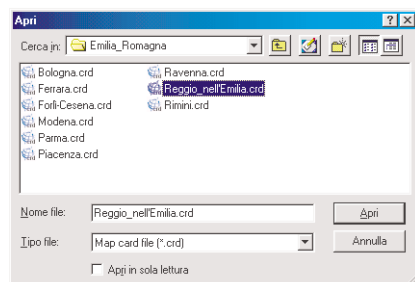 Apri
Cerca in: Emilia_Romagna
Bologna.crd
Ferrara.crd
Forlì-Cesena.crd
Modena.crd
Parma.crd
Piacenza.crd
Ravenna.crd
Reggio_nell'Emilia.crd
Rimini.crd
Nome file: Reggio_nell'Emilia.crd Apri
Tipo file: Map card file (*.crd) Annulla
Apri in sola lettura